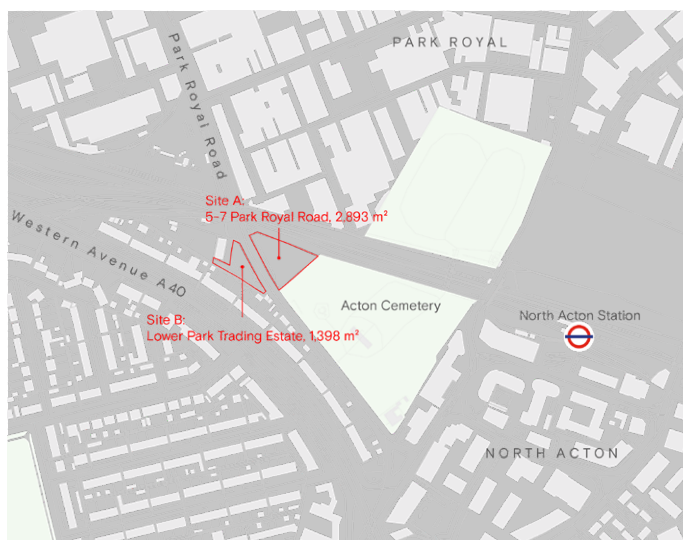 PARK ROYAL
Park Royal Road
Site A:
5–7 Park Royal Road, 2,893 m²
Western Avenue A40
Acton Cemetery
North Acton Station
Site B:
Lower Park Trading Estate, 1,398 m²
NORTH ACTON